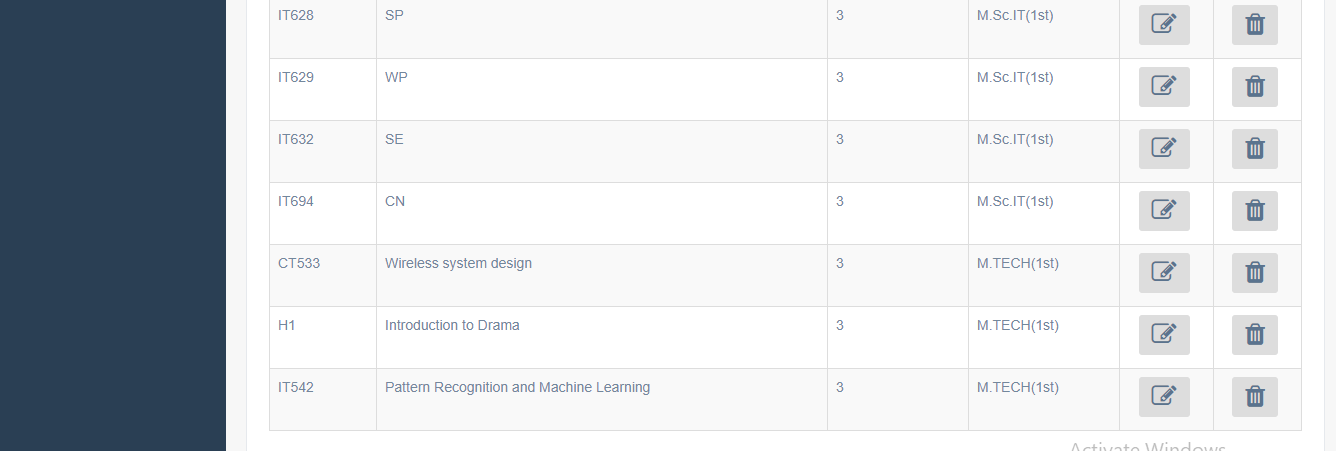 IT628 SP 3 M.Sc.IT(1st)
IT629 WP 3 M.Sc.IT(1st)
IT632 SE 3 M.Sc.IT(1st)
IT694 CN 3 M.Sc.IT(1st)
CT533 Wireless system design 3 M.TECH(1st)
H1 Introduction to Drama 3 M.TECH(1st)
IT542 Pattern Recognition and Machine Learning 3 M.TECH(1st)
Activate Windows